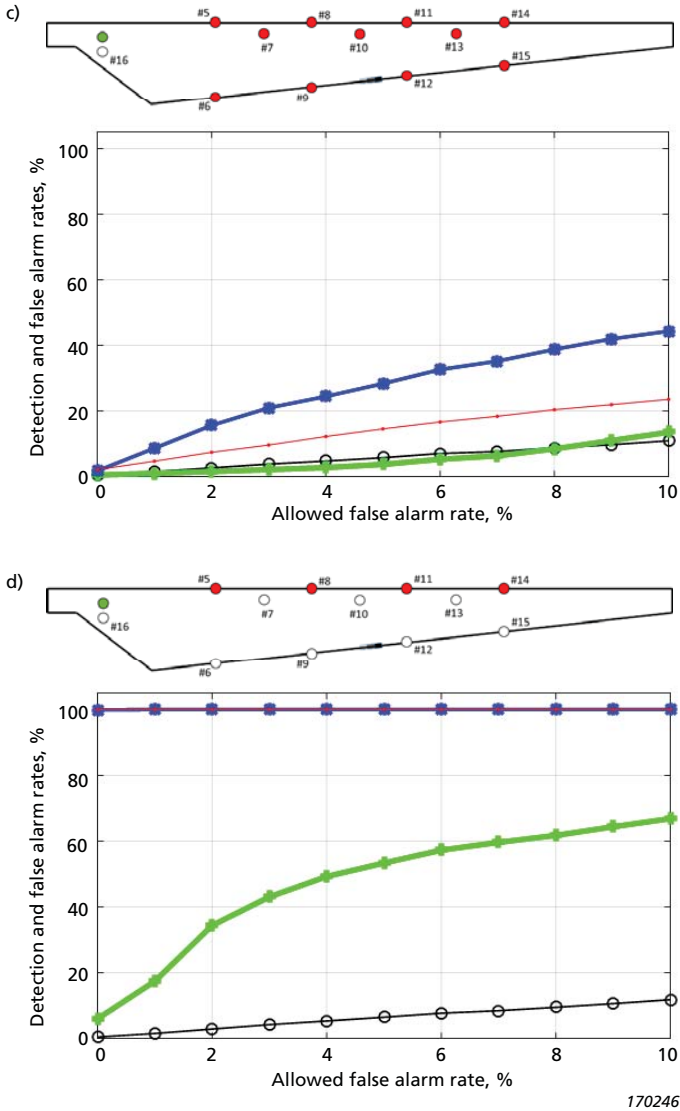 c)
#5 #8 #11 #14
#7 #10 #13
#16
#15
#12
#9
#6
Detection and false alarm rates, %
100
80
60
40
20
0
0 2 4 6 8 10
Allowed false alarm rate, %
d)
#5 #8 #11 #14
#7 #10 #13
#16
#15
#12
#9
#6
Detection and false alarm rates, %
100
80
60
40
20
0
0 2 4 6 8 10
Allowed false alarm rate, %
170246